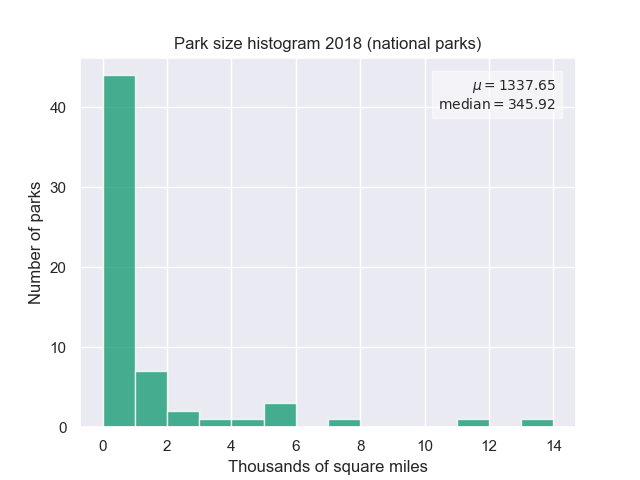 Park size histogram 2018 (national parks)
μ = 1337.65
median = 345.92
Number of parks
40
30
20
10
0
0 2 4 6 8 10 12 14
Thousands of square miles